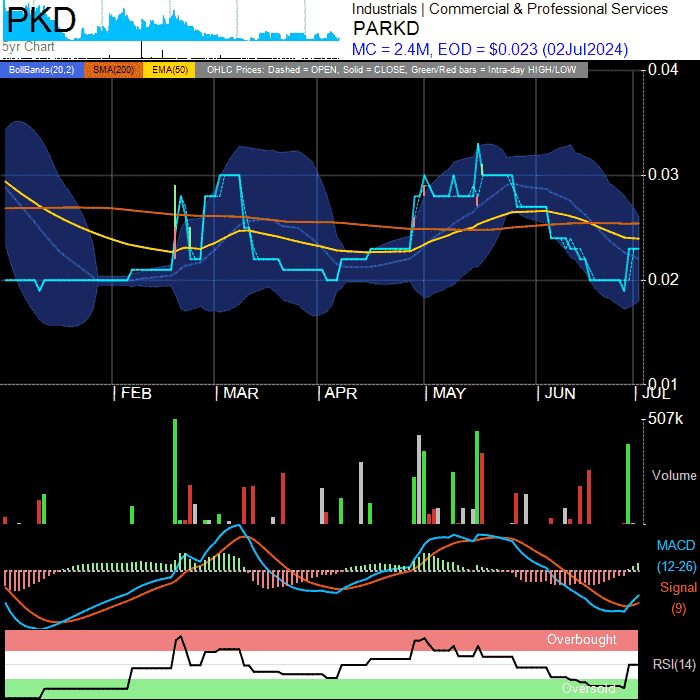 PKD
5yr Chart
Industrials | Commercial & Professional Services
PARKD
MC = 2.4M, EOD = $0.023 (02Jul2024)
BollBands(20,2) SMA(200) EMA(50) OHLC Prices: Dashed = OPEN, Solid = CLOSE, Green/Red bars = Intra-day HIGH/LOW
0.04
0.03
0.02
0.01
| FEB | MAR | APR | MAY | JUN | JUL
507k
Volume
MACD
(12-26)
Signal
(9)
Overbought
RSI(14)
Oversold